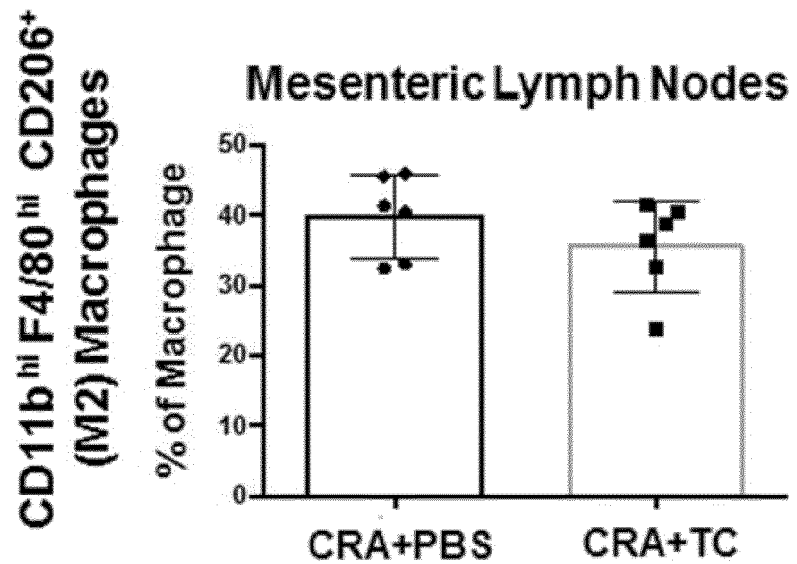 CD11b hi F4/80 hi CD206+
(M2) Macrophages
Mesenteric Lymph Nodes
% of Macrophage
50
40
30
20
10
0
CRA+PBS
CRA+TC